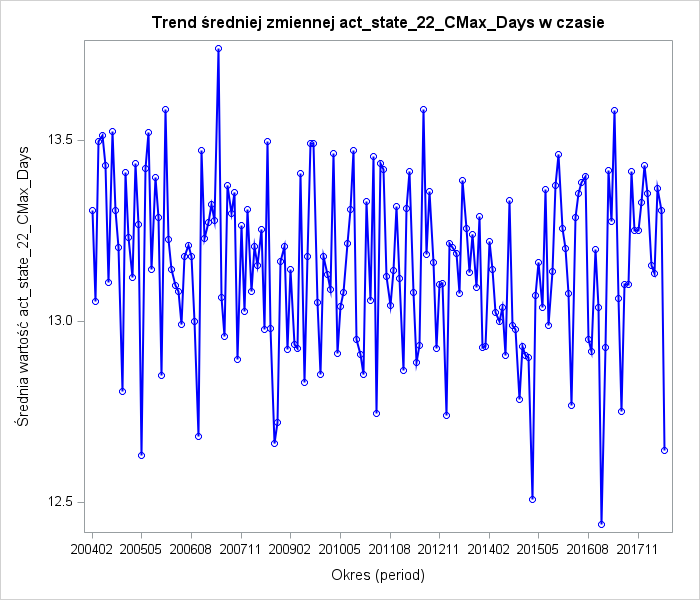 Trend średniej zmiennej act_state_22_CMax_Days w czasie
Średnia wartość act_state_22_CMax_Days
13.5
13.0
12.5
200402 200505 200608 200711 200902 201005 201108 201211 201402 201505 201608 201711
Okres (period)